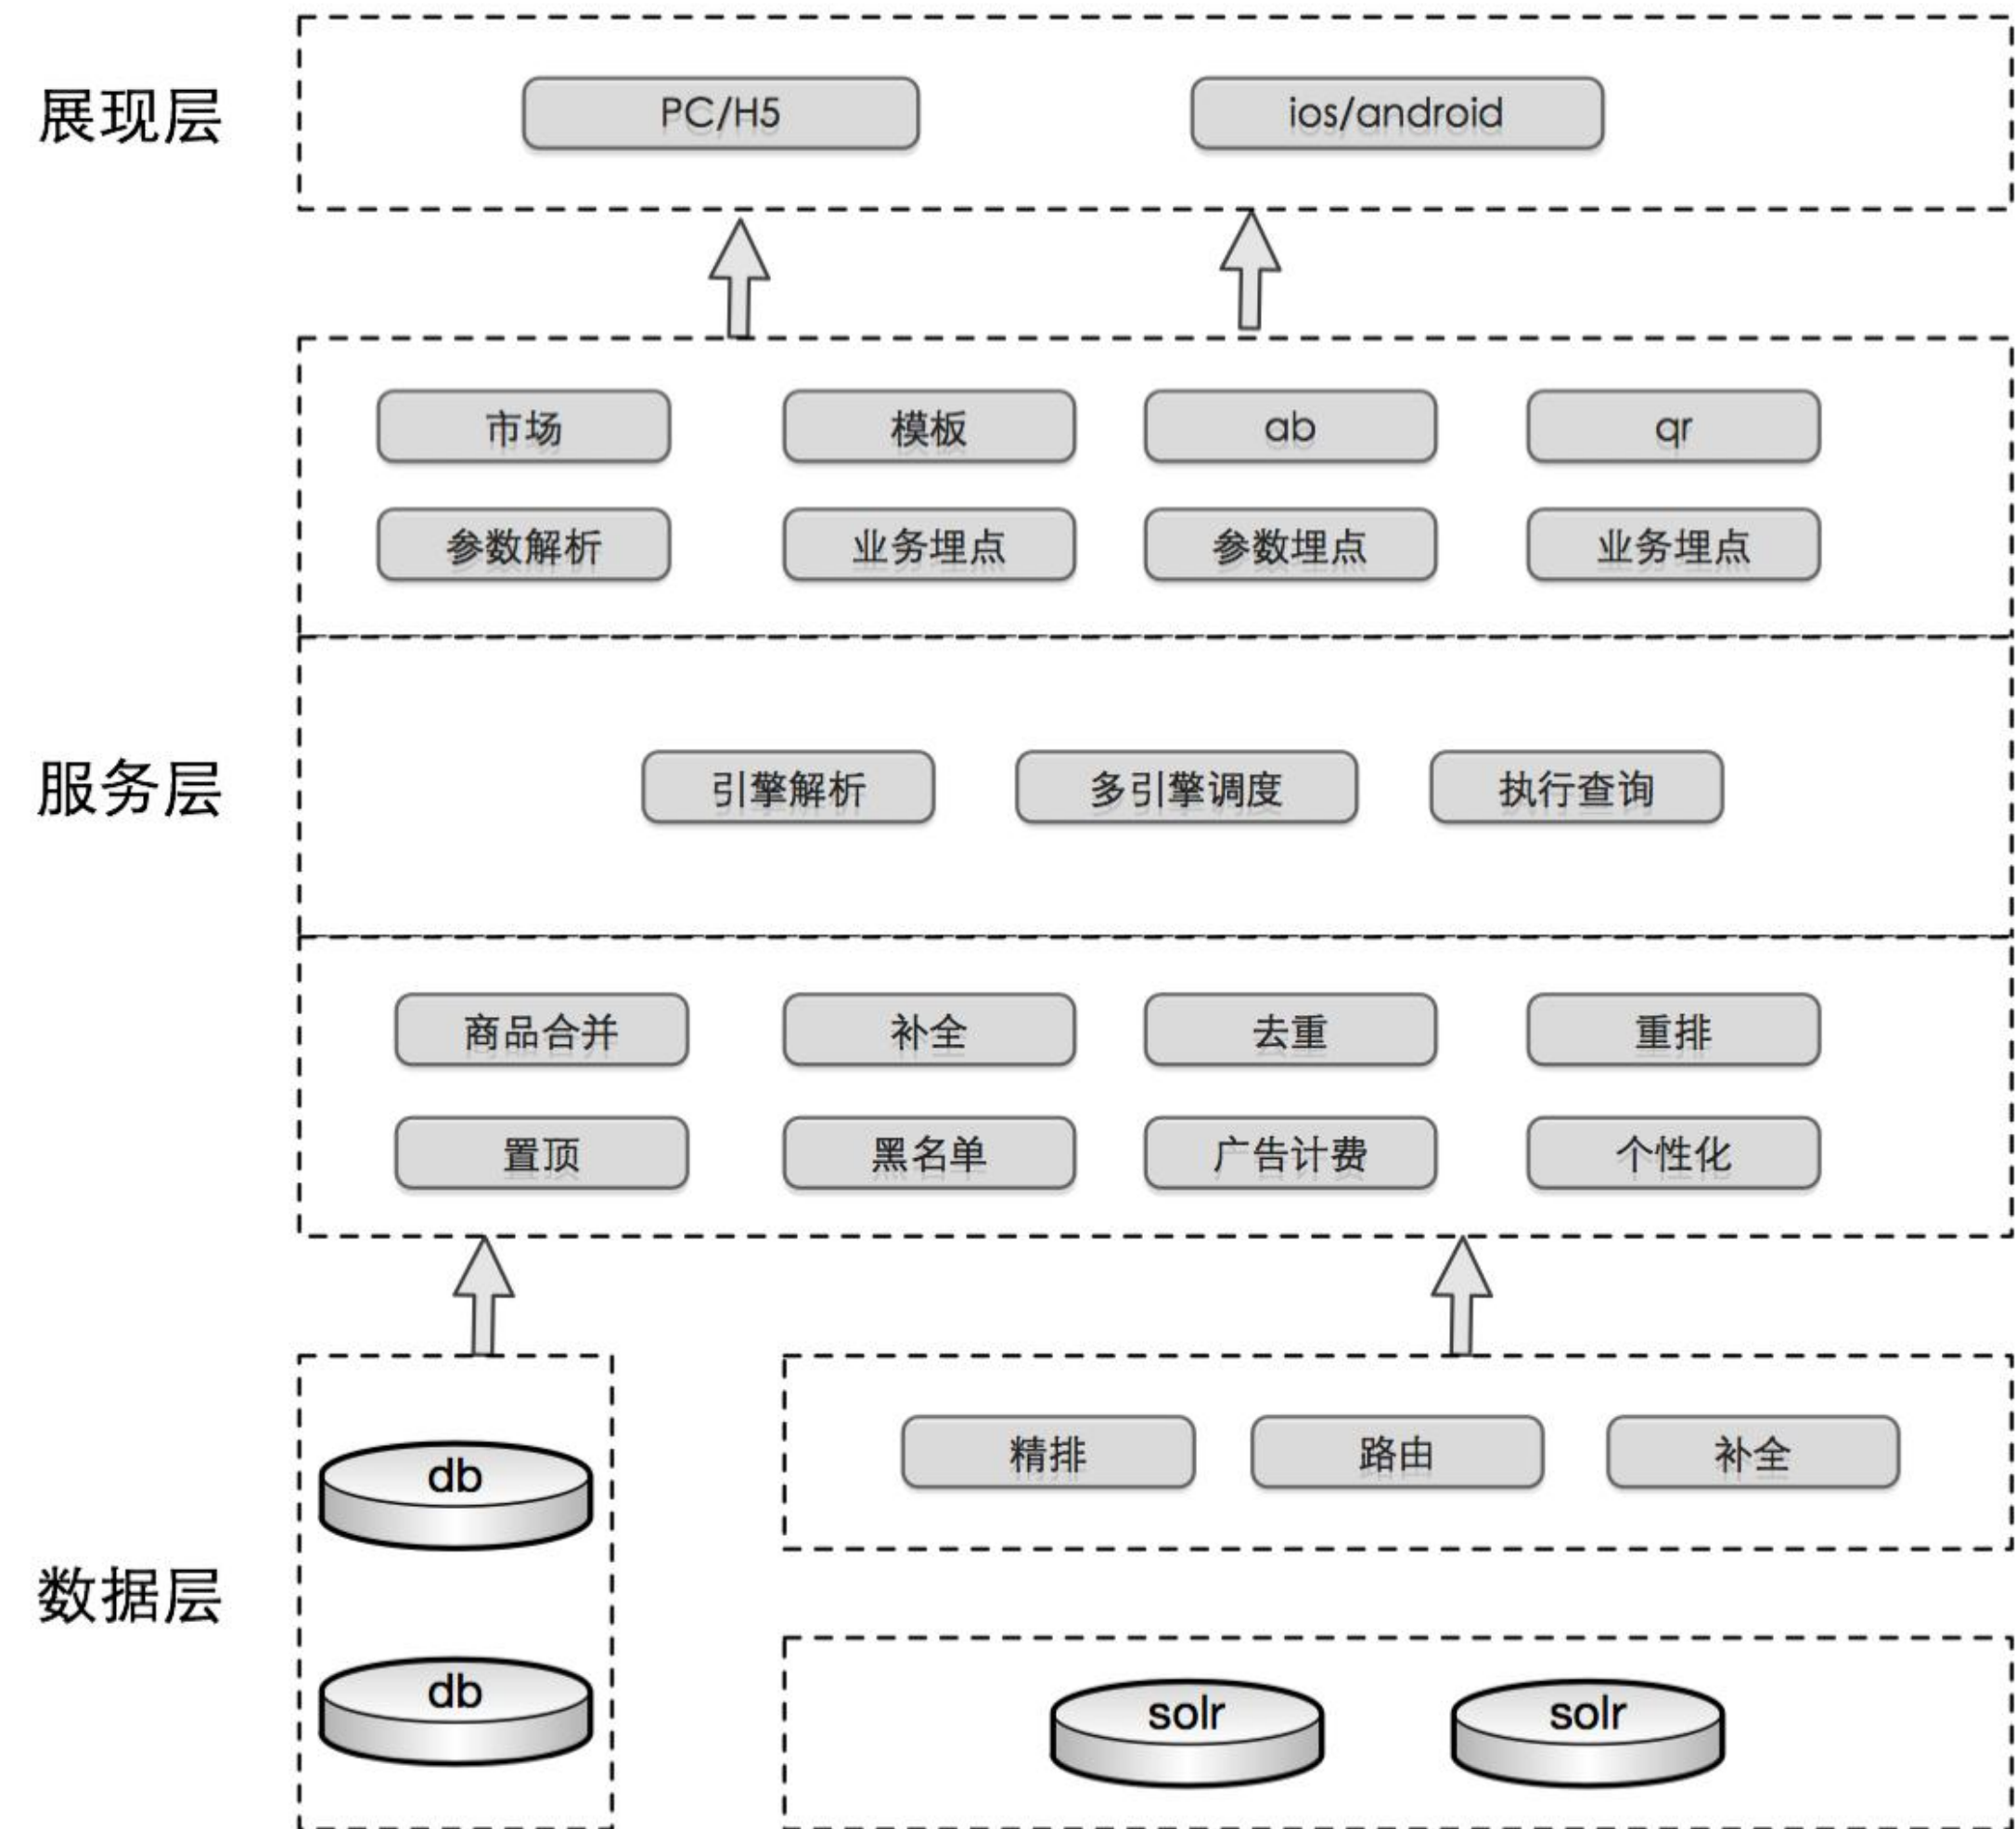 展现层
PC/H5
ios/android
市场
模板
ab
qr
参数解析
业务埋点
参数埋点
业务埋点
服务层
引擎解析
多引擎调度
执行查询
商品合并
补全
去重
重排
置顶
黑名单
广告计费
个性化
数据层
db
db
精排
路由
补全
solr
solr